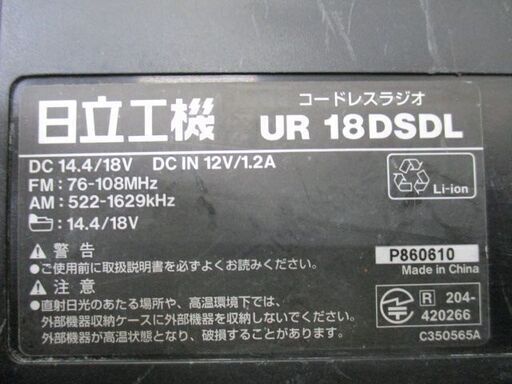 日立工機
コードレスラジオ
UR 18DSDL
DC 14.4/18V DC IN 12V/1.2A
FM : 76-108MHz
AM : 522-1629kHz
: 14.4/18V
Li-ion
警告
●ご使用前に取扱説明書を必ずよくお読みください。
注意
●直射日光のあたる場所や、高温環境下では、
外部機器収納ケースに外部機器を収納しないでください。
外部機器が高温状態となり、破損することがあります。
P860610
Made in China
R 204-
420266
C350565A